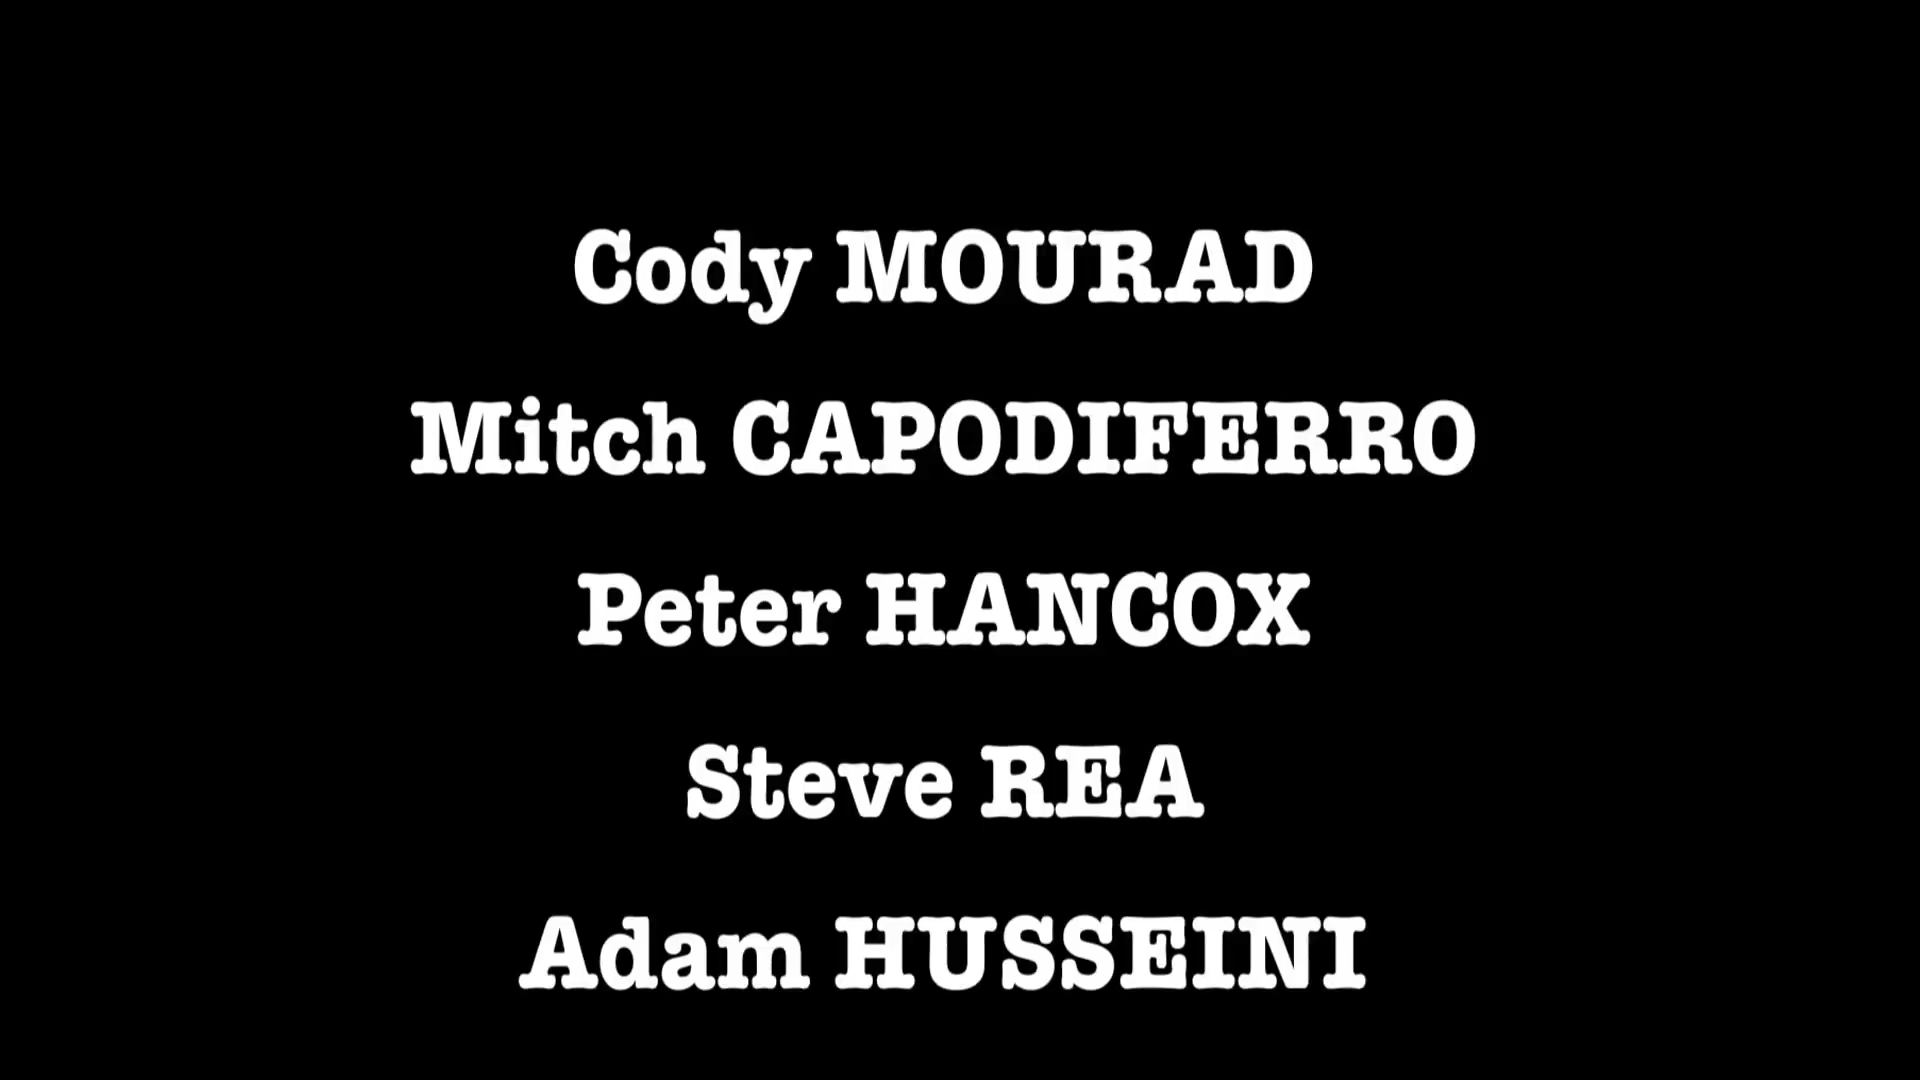 Cody MOURAD
Mitch CAPODIFERRO
Peter HANCOX
Steve REA
Adam HUSSEINI